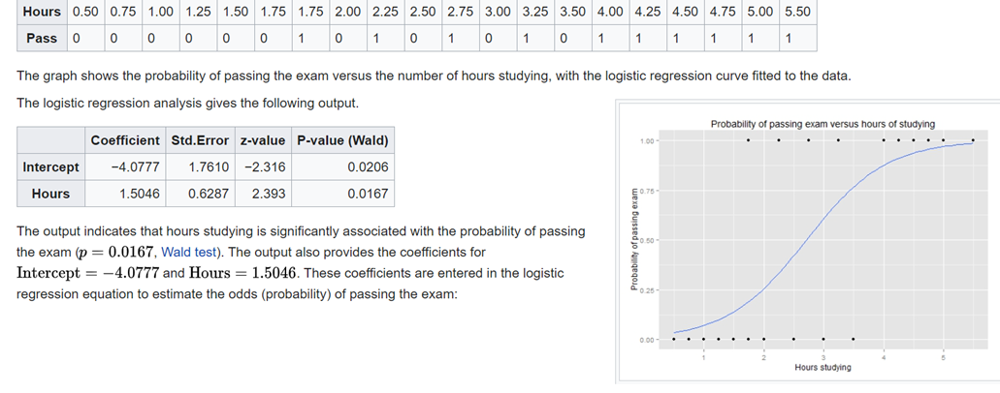 Hours 0.50 0.75 1.00 1.25 1.50 1.75 1.75 2.00 2.25 2.50 2.75 3.00 3.25 3.50 4.00 4.25 4.50 4.75 5.00 5.50
Pass 0 0 0 0 0 0 1 0 1 0 1 0 1 0 1 1 1 1 1 1
The graph shows the probability of passing the exam versus the number of hours studying, with the logistic regression curve fitted to the data.
The logistic regression analysis gives the following output.
Coefficient Std.Error z-value P-value (Wald)
Intercept −4.0777 1.7610 −2.316 0.0206
Hours 1.5046 0.6287 2.393 0.0167
The output indicates that hours studying is significantly associated with the probability of passing
the exam (p = 0.0167, Wald test). The output also provides the coefficients for
Intercept = −4.0777 and Hours = 1.5046. These coefficients are entered in the logistic
regression equation to estimate the odds (probability) of passing the exam:
Probability of passing exam versus hours of studying
Probability of passing exam
1.00
0.75
0.50
0.25
0.00
1 2 3 4 5
Hours studying